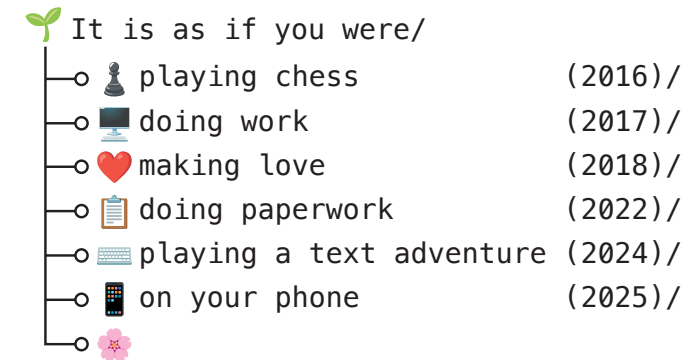 It is as if you were/
playing chess (2016)/
doing work (2017)/
making love (2018)/
doing paperwork (2022)/
playing a text adventure (2024)/
on your phone (2025)/